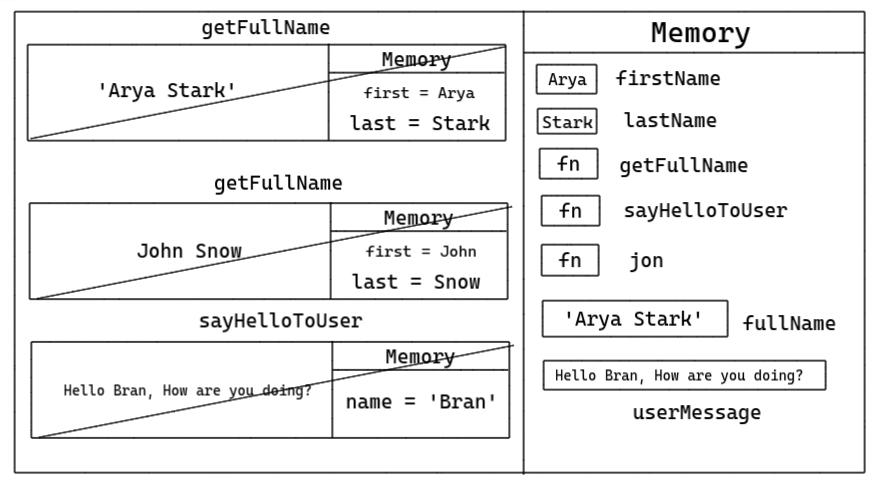 getFullName
'Arya Stark'
Memory
first = Arya
last = Stark
getFullName
John Snow
Memory
first = John
last = Snow
sayHelloToUser
Hello Bran, How are you doing?
Memory
name = 'Bran'
Memory
Arya firstName
Stark lastName
fn getFullName
fn sayHelloToUser
fn jon
'Arya Stark' fullName
Hello Bran, How are you doing?
userMessage